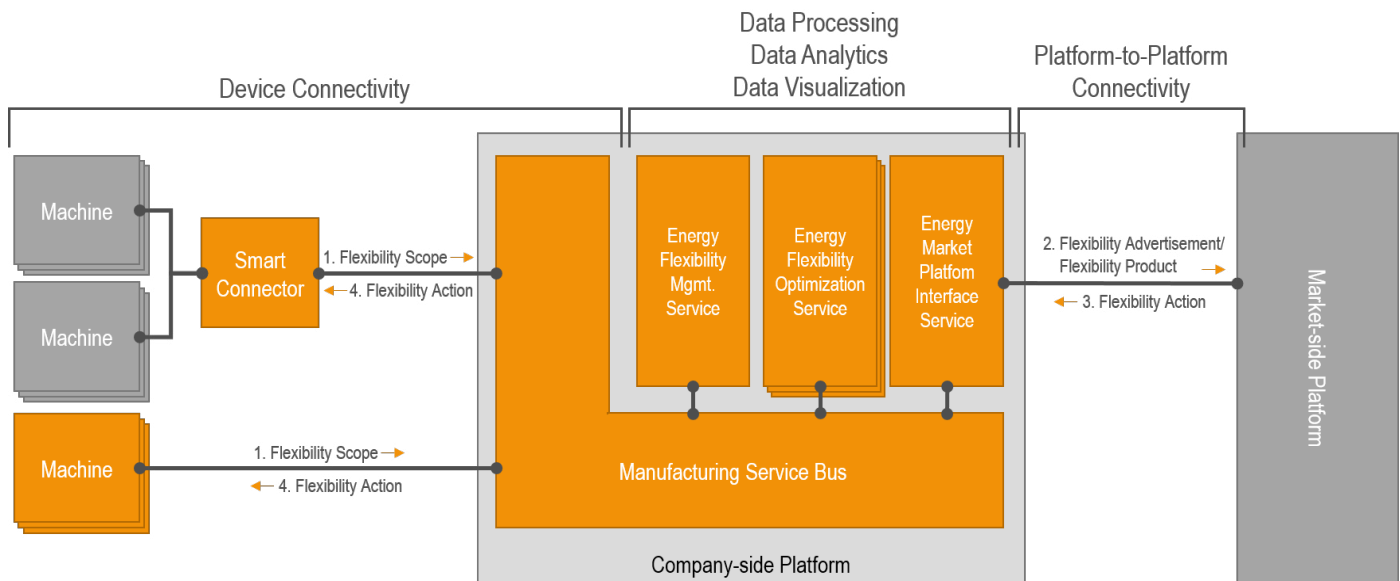 Data Processing
Data Analytics
Data Visualization
Platform-to-Platform
Connectivity
Device Connectivity
Machine
Machine
Machine
Smart
Connector
1. Flexibility Scope
4. Flexibility Action
1. Flexibility Scope
4. Flexibility Action
Energy
Flexibility
Mgmt.
Service
Energy
Flexibility
Optimization
Service
Energy
Market
Platfom
Interface
Service
Manufacturing Service Bus
Company-side Platform
2. Flexibility Advertisement/
Flexibility Product
3. Flexibility Action
Market-side Platform